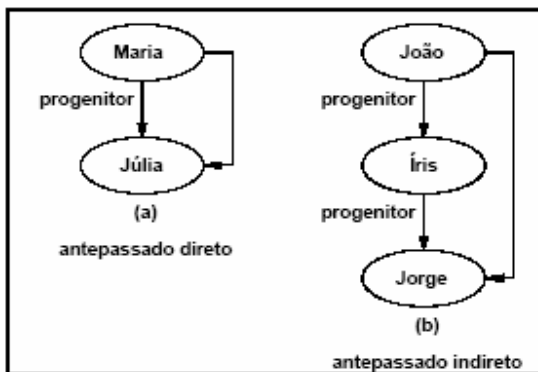 Maria
progenitor
Júlia
(a)
antepassado direto
João
progenitor
Íris
progenitor
Jorge
(b)
antepassado indireto